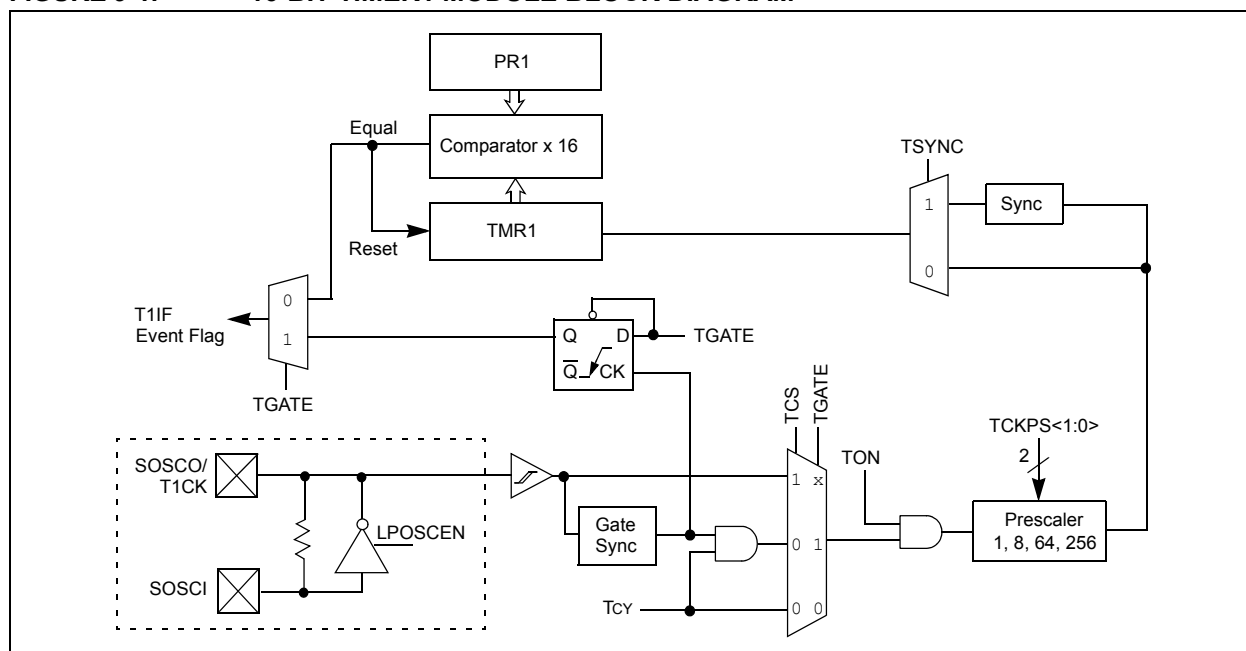 PR1
Equal
Comparator x 16
TSYNC
1
Sync
Reset
TMR1
0
T1IF
Event Flag
0
1
TGATE
Q
D
Q
CK
TGATE
TCS
TGATE
TCKPS<1:0>
2
SOSCO/
T1CK
1 x
TON
LPOSCEN
Gate
Sync
0 1
Prescaler
1, 8, 64, 256
SOSCI
TCY
0 0